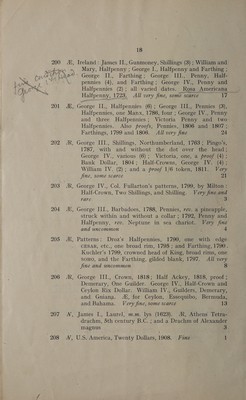 18
200 Æ, Ireland: James II., Gunmoney, Shillings (3); William and
Mary, Halfpenny; George I., Halfpenny and Farthing;
George II., Farthing; George III., Penny, Half-
pennies (4), and Farthing; George IV., Penny and
Halfpennies (2); all varied dates. Rosa Americana
Halfpenny, 1723. All very fine, some scarce 17
201 Æ, George II., Halfpennies (6); George III., Pennies (3),
Halfpennies, one Manx, 1786, four; George IV., Penny
and three Halfpennies; Victoria Penny and two
Halfpennies. Also proofs, Pennies, 1806 and 1807;
Farthings, 1799 and 1806. All very fine 24
202 Æ, George III., Shillings, Northumberland, 1763; Pingo's,
1787, with and without the dot over the head;
George IV., various (6); Victoria, one, a proof (4)
Bank Dollar, 1804; Half-Crowns, George IV. (4);
William IV. (2); and a proof 1/6 token, 1811. Very
fine, some scarce 21
203 Æ, George IV., Col. Fullarton's patterns, 1799, by Milton:
Half-Crown, Two Shillings, and Shilling. Very fine and
rare 3
204 Æ, George III., Barbadoes, 1788, Pennies, rev. a pineapple,
struck within and without a collar; 1792, Penny and
Halfpenny, rev. Neptune in sea chariot. Very fine
and uncommon 4
205 Æ, Patterns: Droz's Halfpennies, 1790, one with edge
etc., one broad rim, 1788; and Farthing, 1799.
Kuchler's 1799, crowned head of King, broad rims, one
and the Farthing, gilded blank, 1797. All very
fine and uncommon 6
206 Æ, George III., Crown, 1818; Half Ackey, 1818, proof;
Demerary, One Guilder. George IV., Half-Crown and
Ceylon Rix Dollar. William IV., Guilders, Demerary,
and Guiana. Æ, for Ceylon, Essequibo, Bermuda,
and Bahama. Very fine, some scarce 13
207 N, James I., Laurel, m.m. lys (1623). Æ, Athens Tetra-
drachm, 5th century B.C.; and a Drachm of Alexander
magnus 3
208 N, U.S. America, Twenty Dollars, 1908. Fine 1